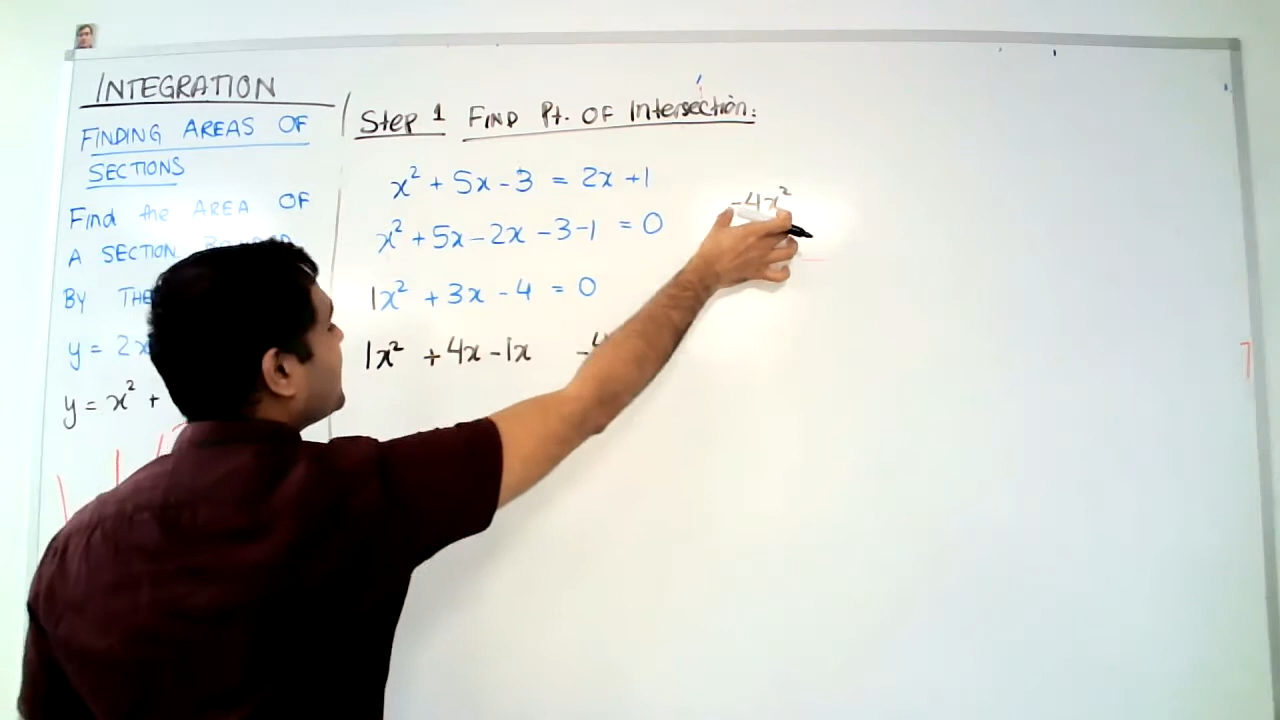 INTEGRATION
FINDING AREAS OF
SECTIONS
Find the AREA OF
A SECTION
BY THE
y = 2x
y = x² +
Step 1 FIND Pt. OF Intersection:
x² + 5x - 3 = 2x + 1
x² + 5x - 2x - 3 - 1 = 0
1x² + 3x - 4 = 0
1x² + 4x - 1x - 4
-4x²